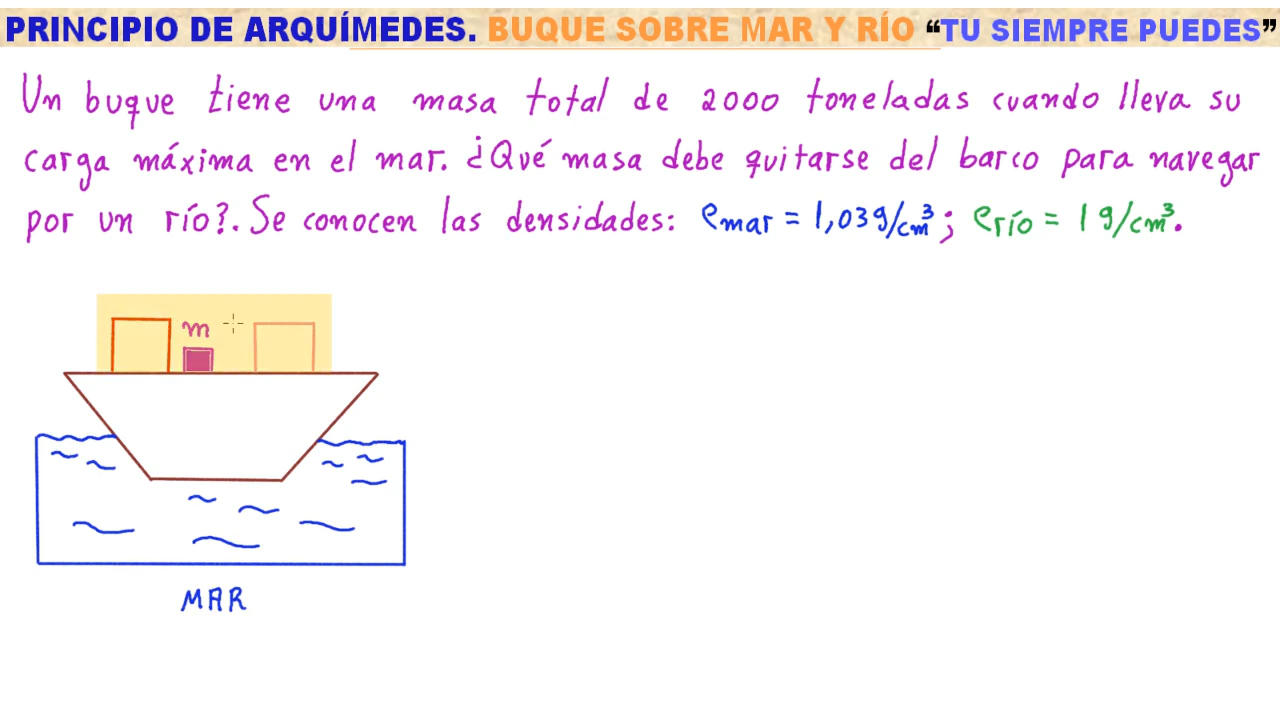 PRINCIPIO DE ARQUÍMEDES. BUQUE SOBRE MAR Y RÍO “TU SIEMPRE PUEDES”
Un buque tiene una masa total de 2000 toneladas cuando lleva su
carga máxima en el mar. ¿Qué masa debe quitarse del barco para navegar
por un río?. Se conocen las densidades: ρmar = 1,03g/cm³; ρrío = 1 g/cm³.
m
MAR